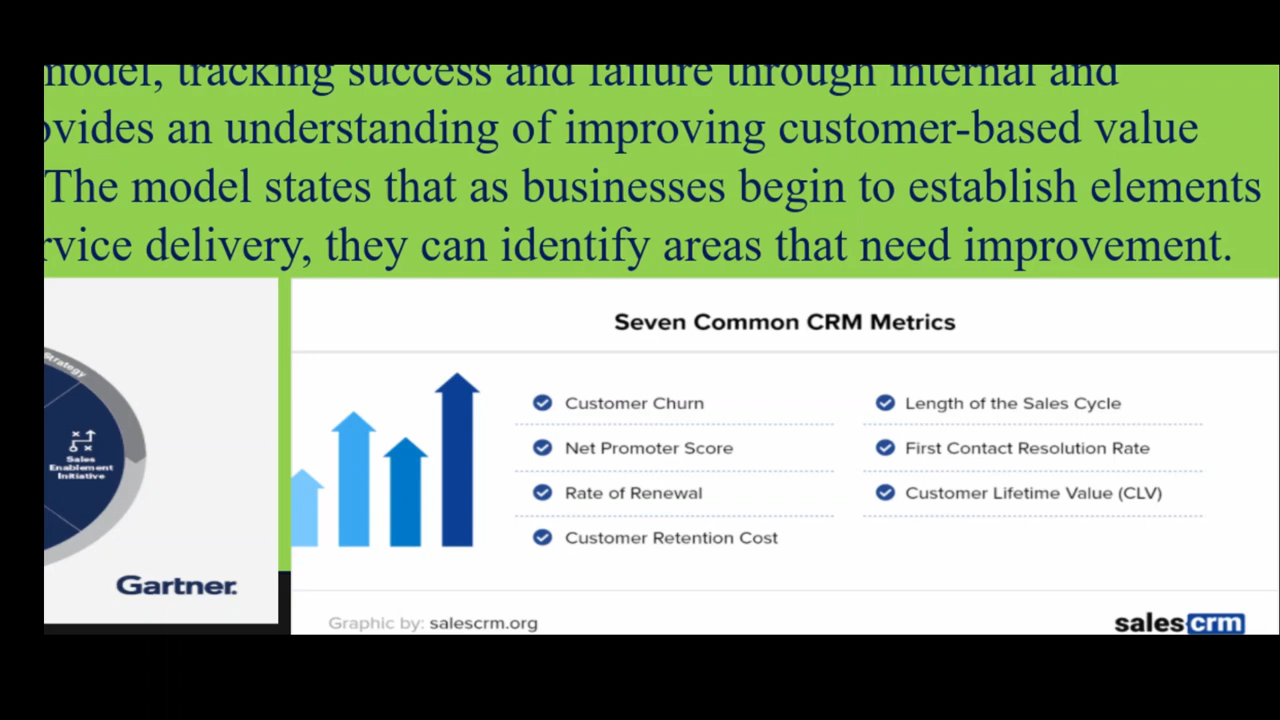 model, tracking success and failure through internal and
ovides an understanding of improving customer-based value
The model states that as businesses begin to establish elements
rvice delivery, they can identify areas that need improvement.
Strategy
Sales
Enablement
Initiative
Gartner.
Seven Common CRM Metrics
Customer Churn
Net Promoter Score
Rate of Renewal
Customer Retention Cost
Length of the Sales Cycle
First Contact Resolution Rate
Customer Lifetime Value (CLV)
Graphic by: salescrm.org
salescrm